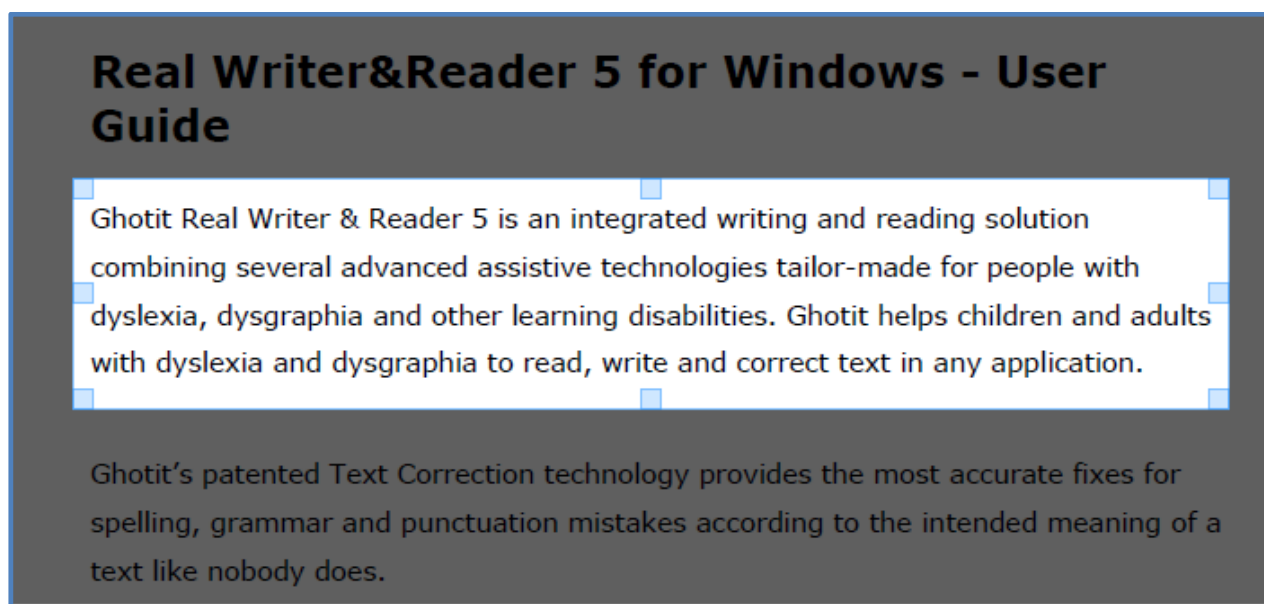 Real Writer&Reader 5 for Windows - User
Guide
Ghotit Real Writer & Reader 5 is an integrated writing and reading solution
combining several advanced assistive technologies tailor-made for people with
dyslexia, dysgraphia and other learning disabilities. Ghotit helps children and adults
with dyslexia and dysgraphia to read, write and correct text in any application.
Ghotit’s patented Text Correction technology provides the most accurate fixes for
spelling, grammar and punctuation mistakes according to the intended meaning of a
text like nobody does.